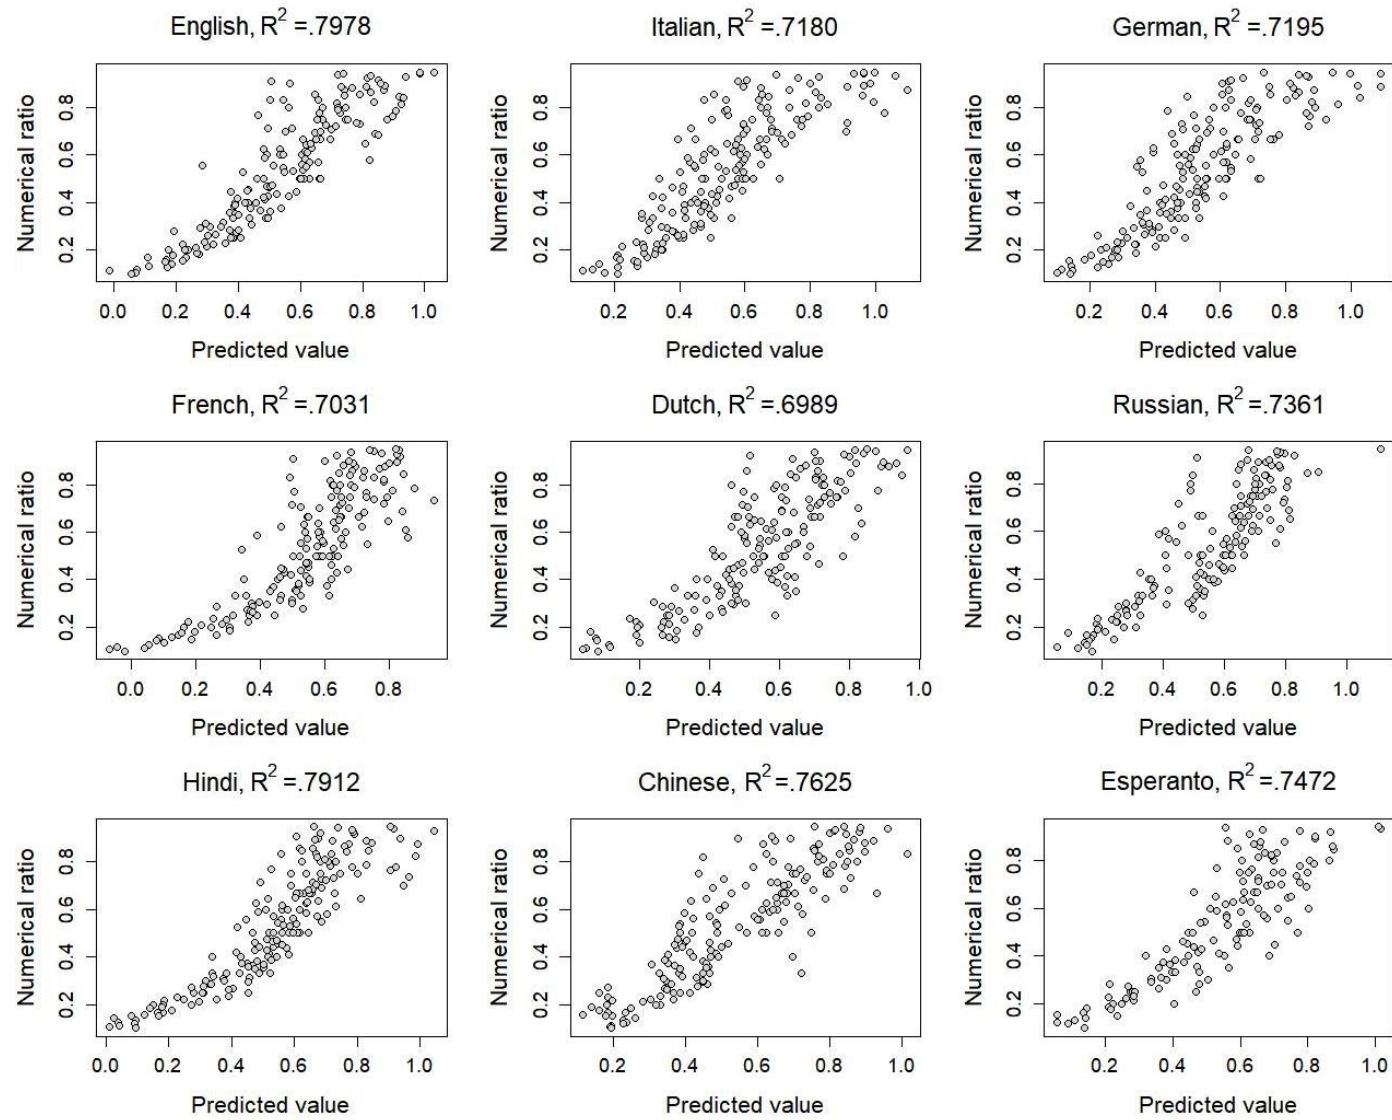 English, R² =.7978
Italian, R² =.7180
German, R² =.7195
Numerical ratio
0.2 0.4 0.6 0.8
Numerical ratio
0.2 0.4 0.6 0.8
Numerical ratio
0.2 0.4 0.6 0.8
0.0 0.2 0.4 0.6 0.8 1.0
0.2 0.4 0.6 0.8 1.0
0.2 0.4 0.6 0.8 1.0
Predicted value
Predicted value
Predicted value
French, R² =.7031
Dutch, R² =.6989
Russian, R² =.7361
Numerical ratio
0.2 0.4 0.6 0.8
Numerical ratio
0.2 0.4 0.6 0.8
Numerical ratio
0.2 0.4 0.6 0.8
0.0 0.2 0.4 0.6 0.8
0.2 0.4 0.6 0.8 1.0
0.2 0.4 0.6 0.8 1.0
Predicted value
Predicted value
Predicted value
Hindi, R² =.7912
Chinese, R² =.7625
Esperanto, R² =.7472
Numerical ratio
0.2 0.4 0.6 0.8
Numerical ratio
0.2 0.4 0.6 0.8
Numerical ratio
0.2 0.4 0.6 0.8
0.0 0.2 0.4 0.6 0.8 1.0
0.2 0.4 0.6 0.8 1.0
0.2 0.4 0.6 0.8 1.0
Predicted value
Predicted value
Predicted value